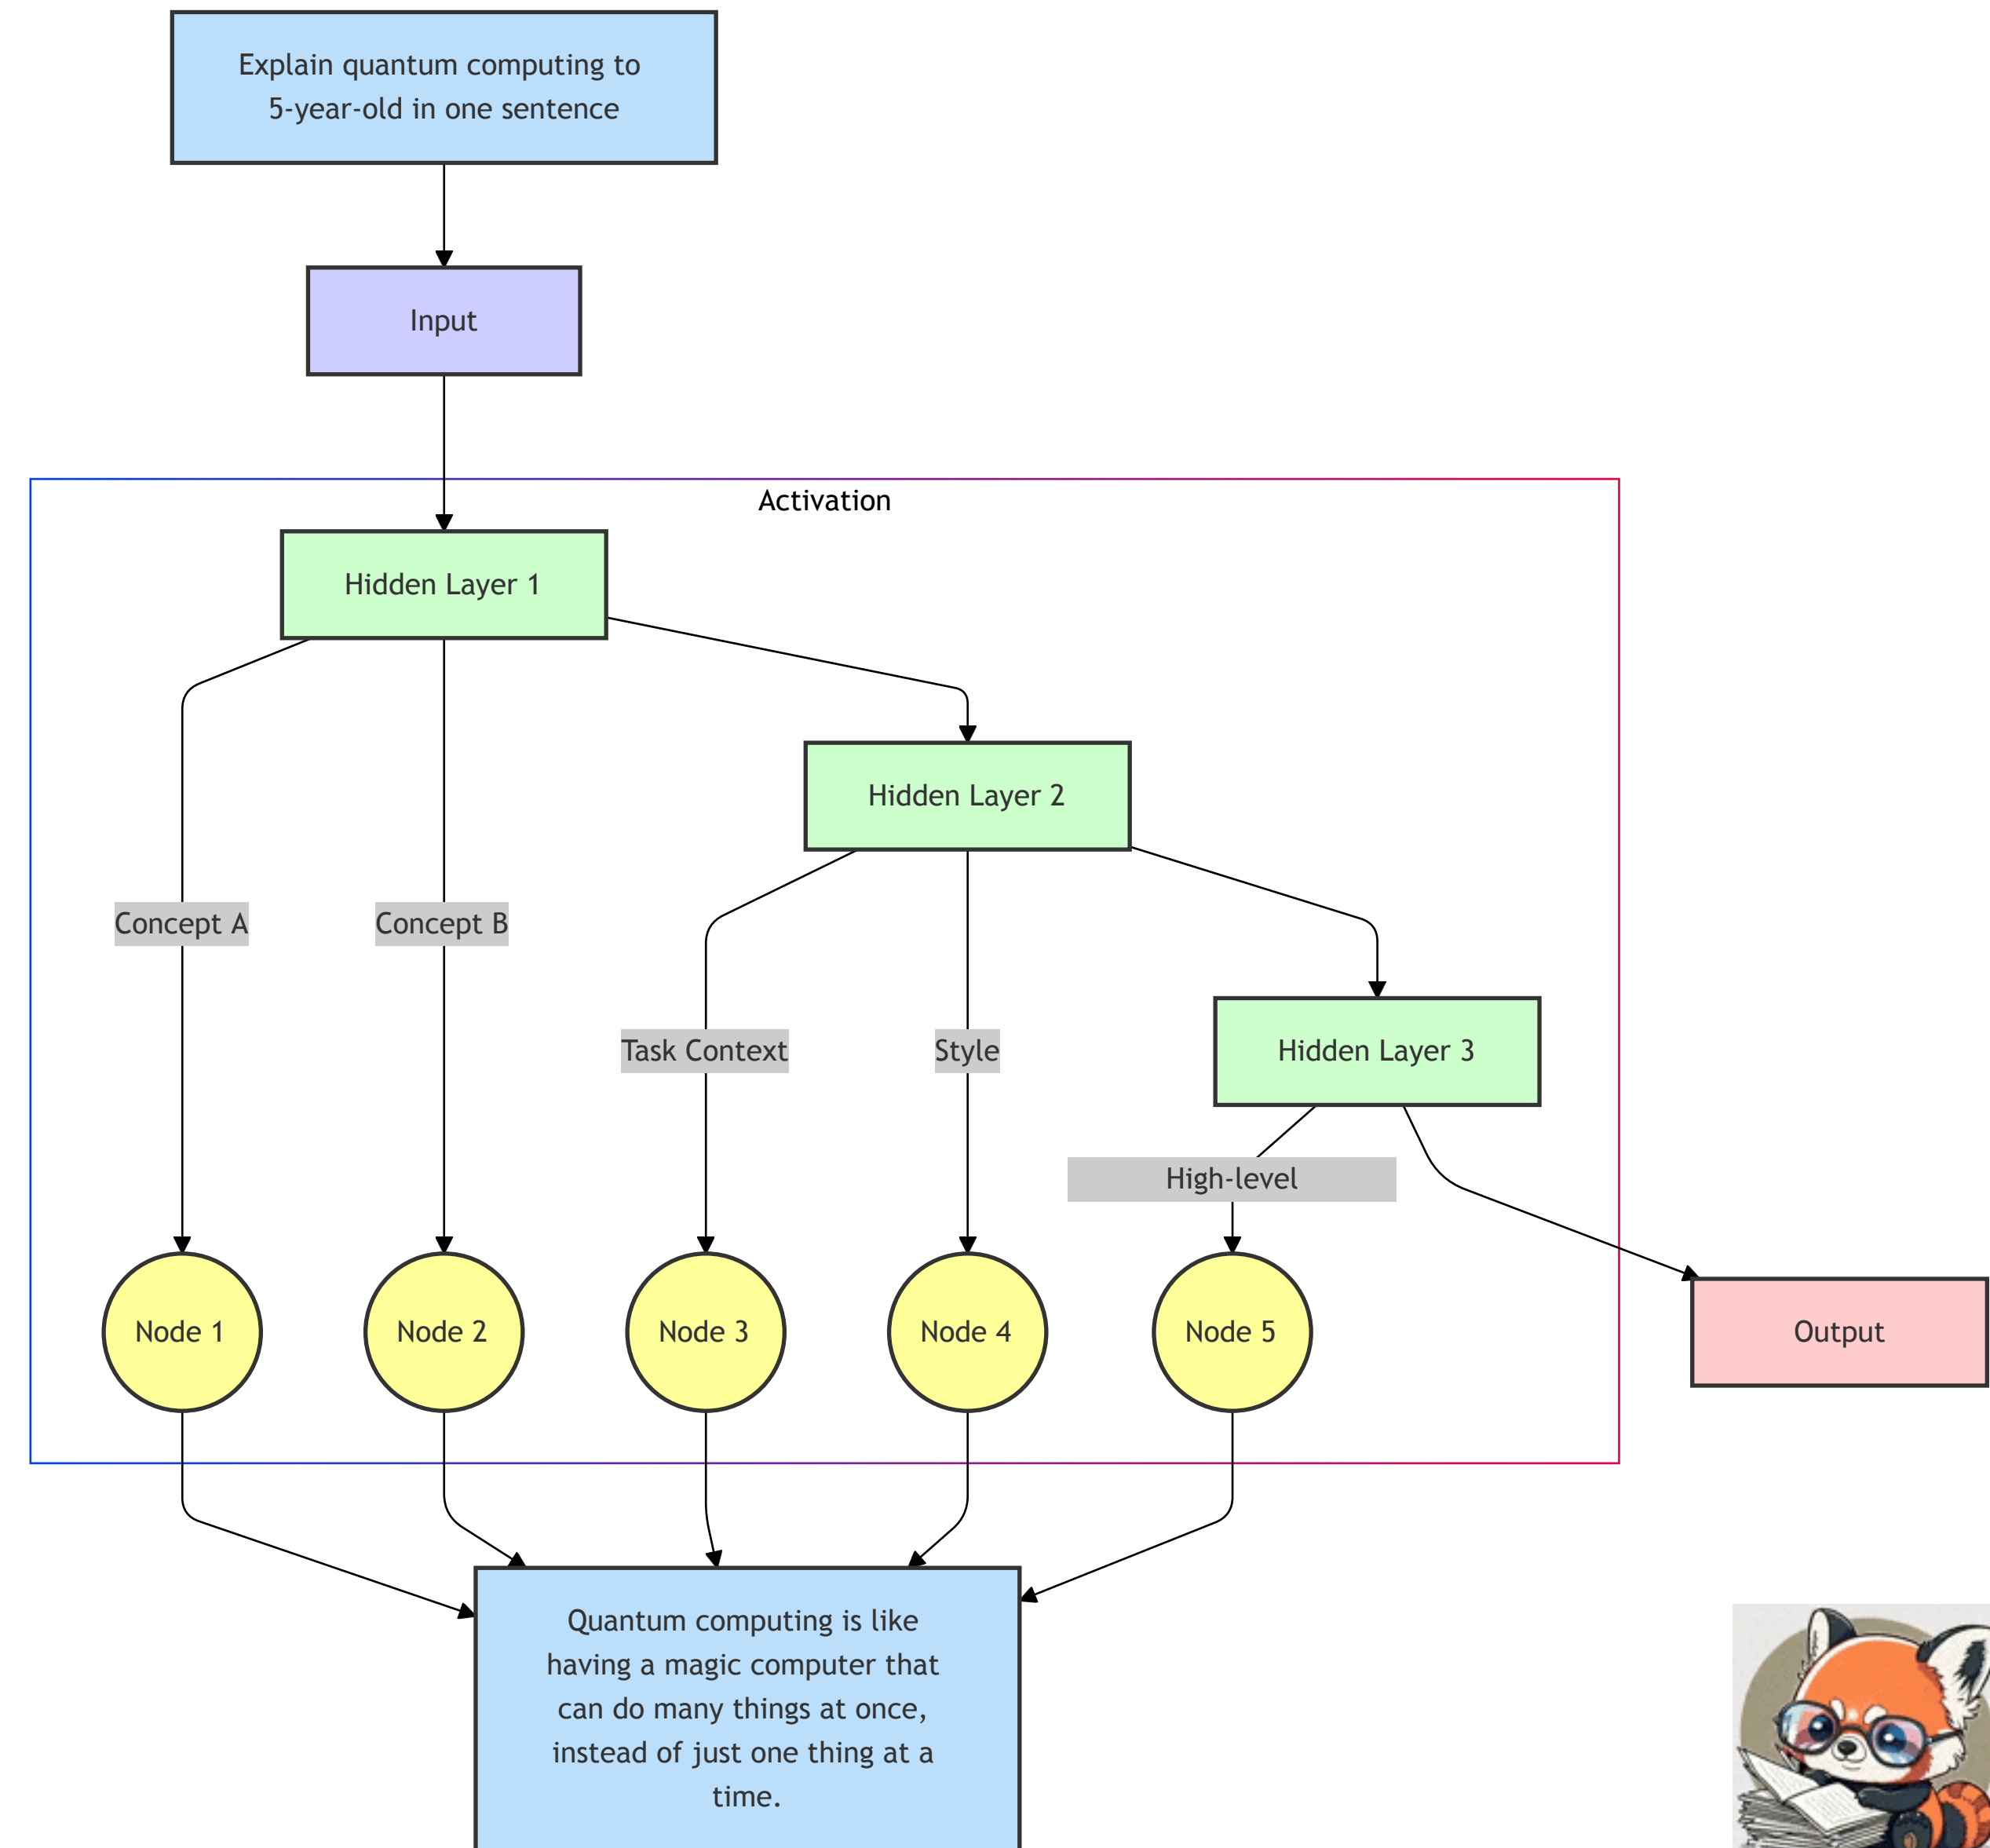 Explain quantum computing to
5-year-old in one sentence
Input
Activation
Hidden Layer 1
Hidden Layer 2
Concept A
Concept B
Task Context
Style
Hidden Layer 3
High-level
Node 1
Node 2
Node 3
Node 4
Node 5
Output
Quantum computing is like
having a magic computer that
can do many things at once,
instead of just one thing at a
time.